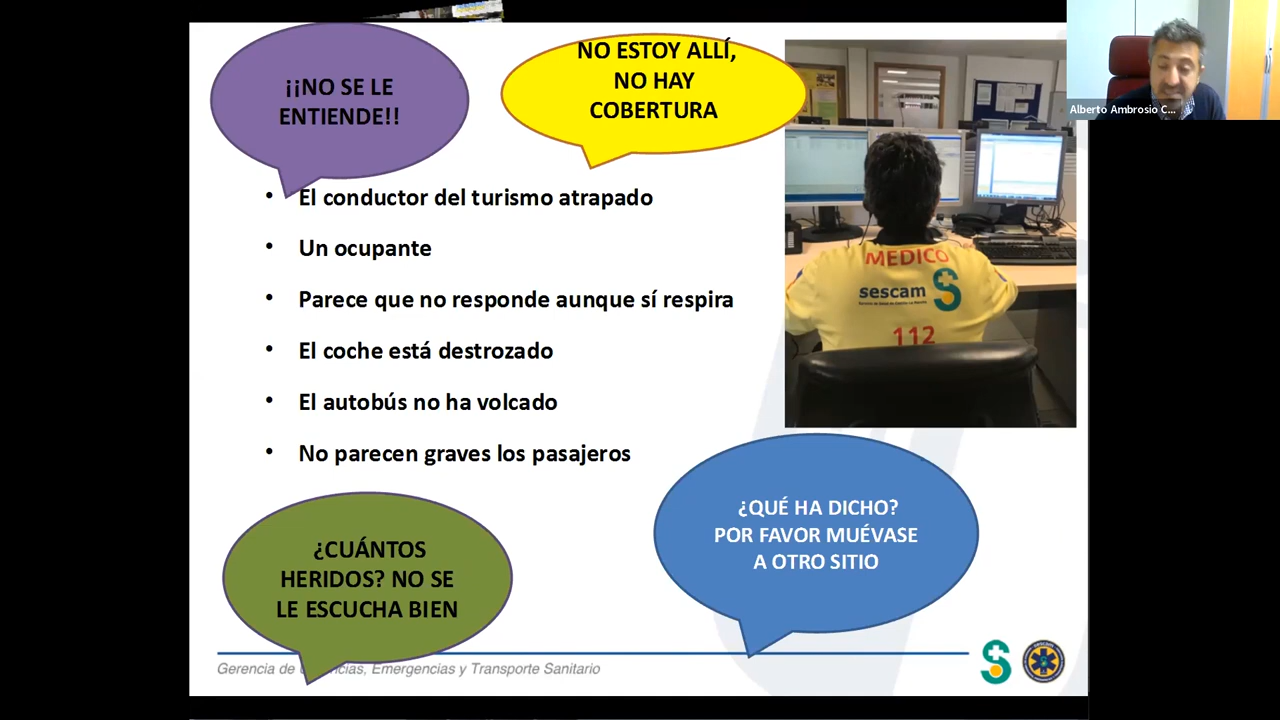 ¡¡NO SE LE
ENTIENDE!!
NO ESTOY ALLÍ,
NO HAY
COBERTURA
Alberto Ambrosio C...
• El conductor del turismo atrapado
• Un ocupante
• Parece que no responde aunque sí respira
• El coche está destrozado
• El autobús no ha volcado
• No parecen graves los pasajeros
MEDICO
sescam
112
¿CUÁNTOS
HERIDOS? NO SE
LE ESCUCHA BIEN
¿QUÉ HA DICHO?
POR FAVOR MUÉVASE
A OTRO SITIO
Gerencia de cias, Emergencias y Transporte Sanitario